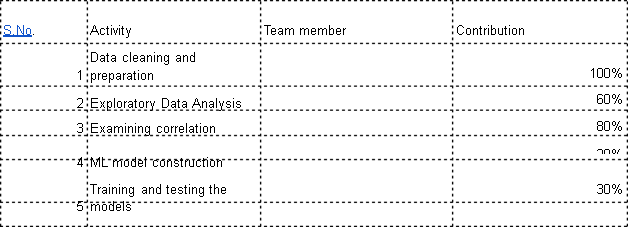 S.No. Activity Team member Contribution
Data cleaning and
1 preparation 100%
2 Exploratory Data Analysis 60%
3 Examining correlation 80%
4 ML model construction
Training and testing the 30%
5 models